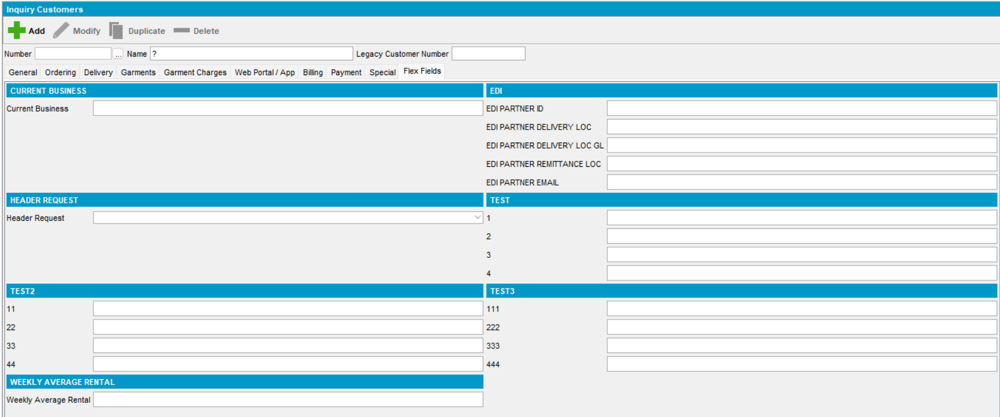 Inquiry Customers
Add Modify Duplicate Delete
Number ... Name ? Legacy Customer Number
General Ordering Delivery Garments Garment Charges Web Portal / App Billing Payment Special Flex Fields
CURRENT BUSINESS
Current Business
EDI
EDI PARTNER ID
EDI PARTNER DELIVERY LOC
EDI PARTNER DELIVERY LOC GL
EDI PARTNER REMITTANCE LOC
EDI PARTNER EMAIL
HEADER REQUEST
Header Request
TEST
1
2
3
4
TEST2
11
22
33
44
TEST3
111
222
333
444
WEEKLY AVERAGE RENTAL
Weekly Average Rental